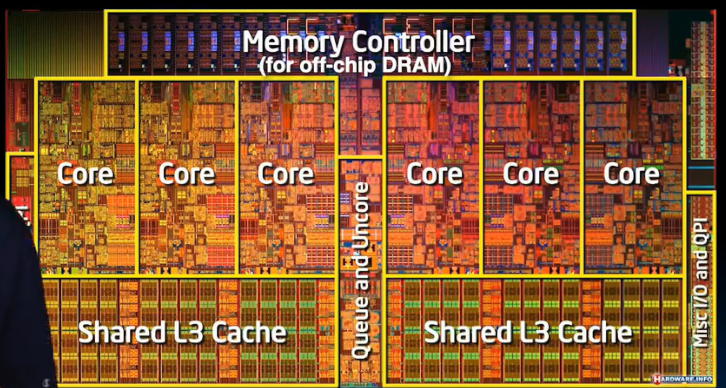 Memory Controller
(for off-chip DRAM)
Core
Core
Core
Core
Core
Core
Queue and Uncore
Misc I/O and QPI
Shared L3 Cache
Shared L3 Cache
HARDWARE.INFO